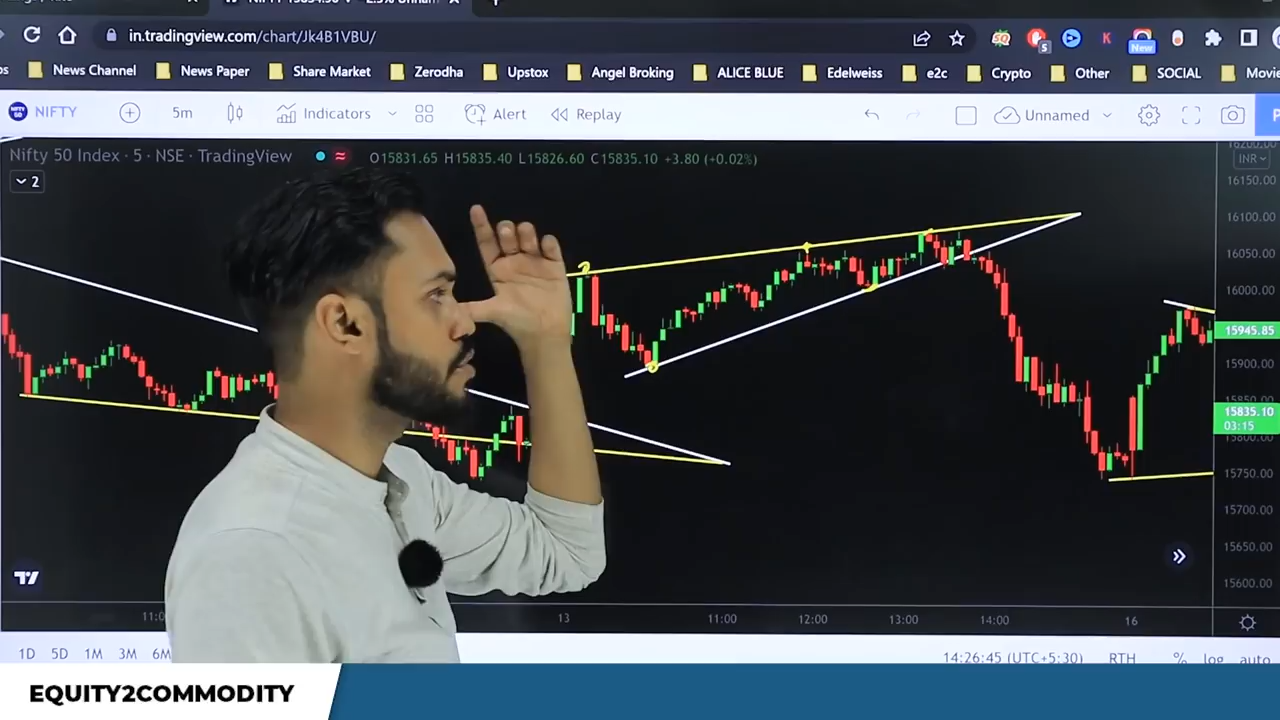 in.tradingview.com/chart/Jk4B1VBU/
New
News Channel News Paper Share Market Zerodha Upstox Angel Broking ALICE BLUE Edelweiss e2c Crypto Other SOCIAL Movie
NIFTY 5m Indicators Alert Replay Unnamed
Nifty 50 Index · 5 · NSE · TradingView O15831.65 H15835.40 L15826.60 C15835.10 +3.80 (+0.02%)
2
INR
16150.00
16100.00
16050.00
16000.00
15945.85
15900.00
15850.00
15835.10
03:15
15800.00
15750.00
15700.00
15650.00
15600.00
13 11:00 12:00 13:00 14:00 16
1D 5D 1M 3M 6M 14:26:45 (UTC+5:30) RTH % log auto
EQUITY2COMMODITY